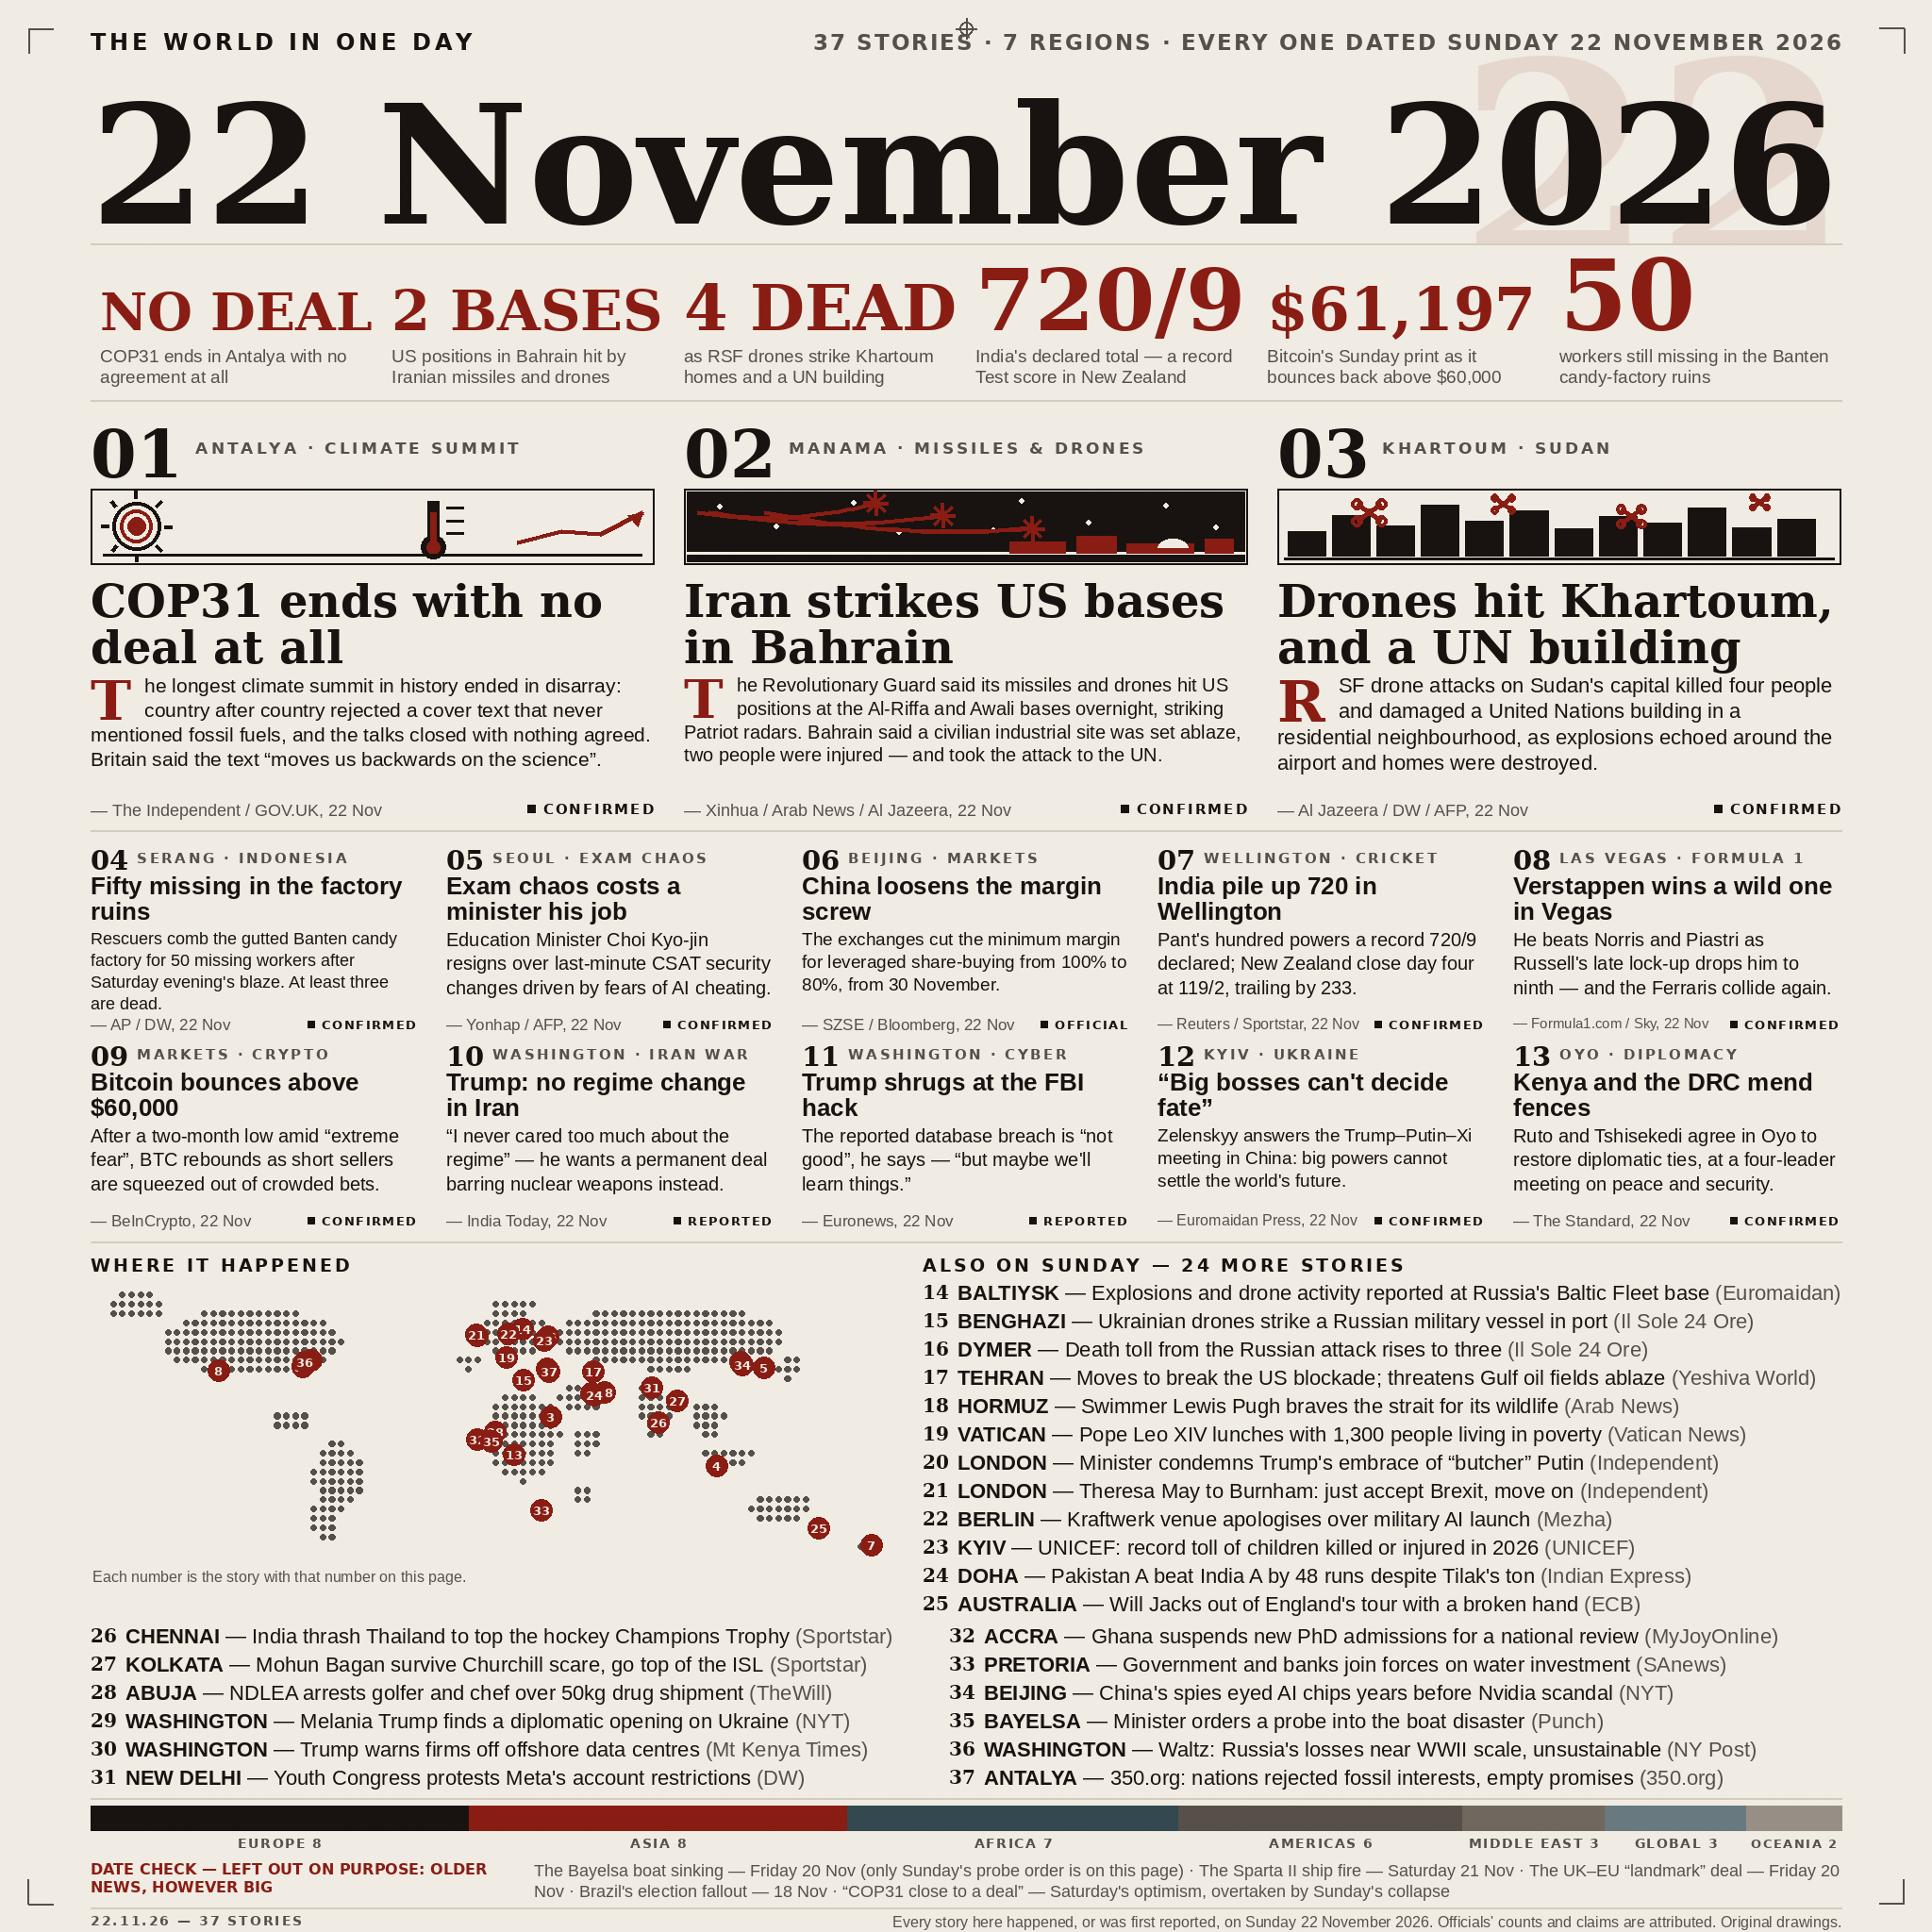 THE WORLD IN ONE DAY
37 STORIES · 7 REGIONS · EVERY ONE DATED SUNDAY 22 NOVEMBER 2026
22
22 November 2026
NO DEAL
COP31 ends in Antalya with no
agreement at all
2 BASES
US positions in Bahrain hit by
Iranian missiles and drones
4 DEAD
as RSF drones strike Khartoum
homes and a UN building
720/9
India's declared total — a record
Test score in New Zealand
$61,197
Bitcoin's Sunday print as it
bounces back above $60,000
50
workers still missing in the Banten
candy-factory ruins
01 ANTALYA · CLIMATE SUMMIT
COP31 ends with no
deal at all
The longest climate summit in history ended in disarray:
country after country rejected a cover text that never
mentioned fossil fuels, and the talks closed with nothing agreed.
Britain said the text “moves us backwards on the science”.
— The Independent / GOV.UK, 22 Nov
■ CONFIRMED
02 MANAMA · MISSILES & DRONES
Iran strikes US bases
in Bahrain
The Revolutionary Guard said its missiles and drones hit US
positions at the Al-Riffa and Awali bases overnight, striking
Patriot radars. Bahrain said a civilian industrial site was set ablaze,
two people were injured — and took the attack to the UN.
— Xinhua / Arab News / Al Jazeera, 22 Nov
■ CONFIRMED
03 KHARTOUM · SUDAN
Drones hit Khartoum,
and a UN building
RSF drone attacks on Sudan's capital killed four people
and damaged a United Nations building in a
residential neighbourhood, as explosions echoed around the
airport and homes were destroyed.
— Al Jazeera / DW / AFP, 22 Nov
■ CONFIRMED
04 SERANG · INDONESIA
Fifty missing in the factory
ruins
Rescuers comb the gutted Banten candy
factory for 50 missing workers after
Saturday evening's blaze. At least three
are dead.
— AP / DW, 22 Nov
■ CONFIRMED
05 SEOUL · EXAM CHAOS
Exam chaos costs a
minister his job
Education Minister Choi Kyo-jin
resigns over last-minute CSAT security
changes driven by fears of AI cheating.
— Yonhap / AFP, 22 Nov
■ CONFIRMED
06 BEIJING · MARKETS
China loosens the margin
screw
The exchanges cut the minimum margin
for leveraged share-buying from 100% to
80%, from 30 November.
— SZSE / Bloomberg, 22 Nov
■ OFFICIAL
07 WELLINGTON · CRICKET
India pile up 720 in
Wellington
Pant's hundred powers a record 720/9
declared; New Zealand close day four
at 119/2, trailing by 233.
— Reuters / Sportstar, 22 Nov
■ CONFIRMED
08 LAS VEGAS · FORMULA 1
Verstappen wins a wild one
in Vegas
He beats Norris and Piastri as
Russell's late lock-up drops him to
ninth — and the Ferraris collide again.
— Formula1.com / Sky, 22 Nov
■ CONFIRMED
09 MARKETS · CRYPTO
Bitcoin bounces above
$60,000
After a two-month low amid “extreme
fear”, BTC rebounds as short sellers
are squeezed out of crowded bets.
— BeInCrypto, 22 Nov
■ CONFIRMED
10 WASHINGTON · IRAN WAR
Trump: no regime change
in Iran
“I never cared too much about the
regime” — he wants a permanent deal
barring nuclear weapons instead.
— India Today, 22 Nov
■ REPORTED
11 WASHINGTON · CYBER
Trump shrugs at the FBI
hack
The reported database breach is “not
good”, he says — “but maybe we'll
learn things.”
— Euronews, 22 Nov
■ REPORTED
12 KYIV · UKRAINE
“Big bosses can't decide
fate”
Zelenskyy answers the Trump–Putin–Xi
meeting in China: big powers cannot
settle the world's future.
— Euromaidan Press, 22 Nov
■ CONFIRMED
13 OYO · DIPLOMACY
Kenya and the DRC mend
fences
Ruto and Tshisekedi agree in Oyo to
restore diplomatic ties, at a four-leader
meeting on peace and security.
— The Standard, 22 Nov
■ CONFIRMED
WHERE IT HAPPENED
21
22
14
23
19
36
8
37
15
17
24
8
34
5
31
27
3
26
35
13
4
33
25
7
Each number is the story with that number on this page.
ALSO ON SUNDAY — 24 MORE STORIES
14 BALTIYSK — Explosions and drone activity reported at Russia's Baltic Fleet base (Euromaidan)
15 BENGHAZI — Ukrainian drones strike a Russian military vessel in port (Il Sole 24 Ore)
16 DYMER — Death toll from the Russian attack rises to three (Il Sole 24 Ore)
17 TEHRAN — Moves to break the US blockade; threatens Gulf oil fields ablaze (Yeshiva World)
18 HORMUZ — Swimmer Lewis Pugh braves the strait for its wildlife (Arab News)
19 VATICAN — Pope Leo XIV lunches with 1,300 people living in poverty (Vatican News)
20 LONDON — Minister condemns Trump's embrace of “butcher” Putin (Independent)
21 LONDON — Theresa May to Burnham: just accept Brexit, move on (Independent)
22 BERLIN — Kraftwerk venue apologises over military AI launch (Mezha)
23 KYIV — UNICEF: record toll of children killed or injured in 2026 (UNICEF)
24 DOHA — Pakistan A beat India A by 48 runs despite Tilak's ton (Indian Express)
25 AUSTRALIA — Will Jacks out of England's tour with a broken hand (ECB)
26 CHENNAI — India thrash Thailand to top the hockey Champions Trophy (Sportstar)
27 KOLKATA — Mohun Bagan survive Churchill scare, go top of the ISL (Sportstar)
28 ABUJA — NDLEA arrests golfer and chef over 50kg drug shipment (TheWill)
29 WASHINGTON — Melania Trump finds a diplomatic opening on Ukraine (NYT)
30 WASHINGTON — Trump warns firms off offshore data centres (Mt Kenya Times)
31 NEW DELHI — Youth Congress protests Meta's account restrictions (DW)
32 ACCRA — Ghana suspends new PhD admissions for a national review (MyJoyOnline)
33 PRETORIA — Government and banks join forces on water investment (SAnews)
34 BEIJING — China's spies eyed AI chips years before Nvidia scandal (NYT)
35 BAYELSA — Minister orders a probe into the boat disaster (Punch)
36 WASHINGTON — Waltz: Russia's losses near WWII scale, unsustainable (NY Post)
37 ANTALYA — 350.org: nations rejected fossil interests, empty promises (350.org)
EUROPE 8
ASIA 8
AFRICA 7
AMERICAS 6
MIDDLE EAST 3
GLOBAL 3
OCEANIA 2
DATE CHECK — LEFT OUT ON PURPOSE: OLDER
NEWS, HOWEVER BIG
The Bayelsa boat sinking — Friday 20 Nov (only Sunday's probe order is on this page) · The Sparta II ship fire — Saturday 21 Nov · The UK–EU “landmark” deal — Friday 20
Nov · Brazil's election fallout — 18 Nov · “COP31 close to a deal” — Saturday's optimism, overtaken by Sunday's collapse
22.11.26 — 37 STORIES
Every story here happened, or was first reported, on Sunday 22 November 2026. Officials' counts and claims are attributed. Original drawings.